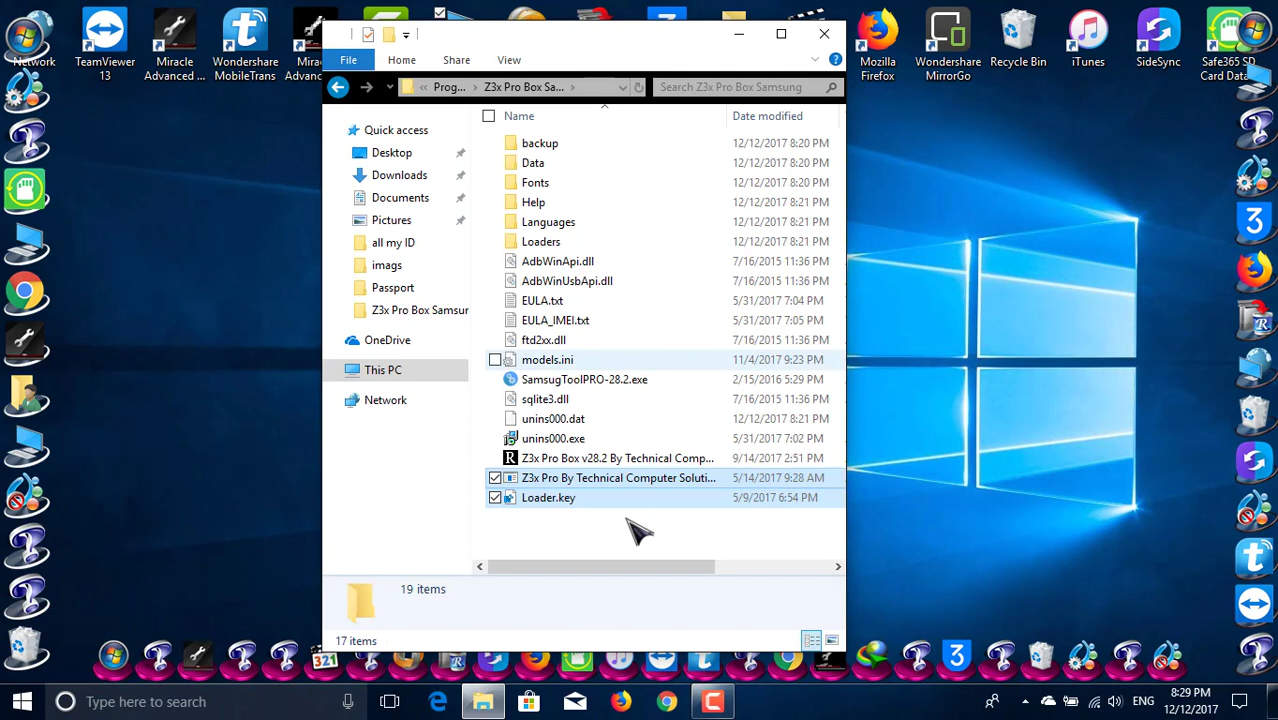 Network
TeamViewer 13
Miracle Advanced ...
Wondershare MobileTrans
Miracle Advanc
Mozilla Firefox
Wondershare MirrorGo
Recycle Bin
iTunes
SideSync
Safe365 SD Card Data
File
Home
Share
View
« Prog... > Z3x Pro Box Sa... >
Search Z3x Pro Box Samsung
Quick access
Desktop
Downloads
Documents
Pictures
all my ID
imags
Passport
Z3x Pro Box Samsur
OneDrive
This PC
Network
Name Date modified
backup 12/12/2017 8:20 PM
Data 12/12/2017 8:20 PM
Fonts 12/12/2017 8:20 PM
Help 12/12/2017 8:21 PM
Languages 12/12/2017 8:21 PM
Loaders 12/12/2017 8:21 PM
AdbWinApi.dll 7/16/2015 11:36 PM
AdbWinUsbApi.dll 7/16/2015 11:36 PM
EULA.txt 5/31/2017 7:04 PM
EULA_IMEI.txt 5/31/2017 7:05 PM
ftd2xx.dll 7/16/2015 11:36 PM
models.ini 11/4/2017 9:23 PM
SamsugToolPRO-28.2.exe 2/15/2016 5:29 PM
sqlite3.dll 7/16/2015 11:36 PM
unins000.dat 12/12/2017 8:21 PM
unins000.exe 5/31/2017 7:02 PM
Z3x Pro Box v28.2 By Technical Comp... 9/14/2017 2:51 PM
Z3x Pro By Technical Computer Soluti... 5/14/2017 9:28 AM
Loader.key 5/9/2017 6:54 PM
19 items
17 items
321
3
3
Type here to search
ENG
8:29 PM
12/12/2017